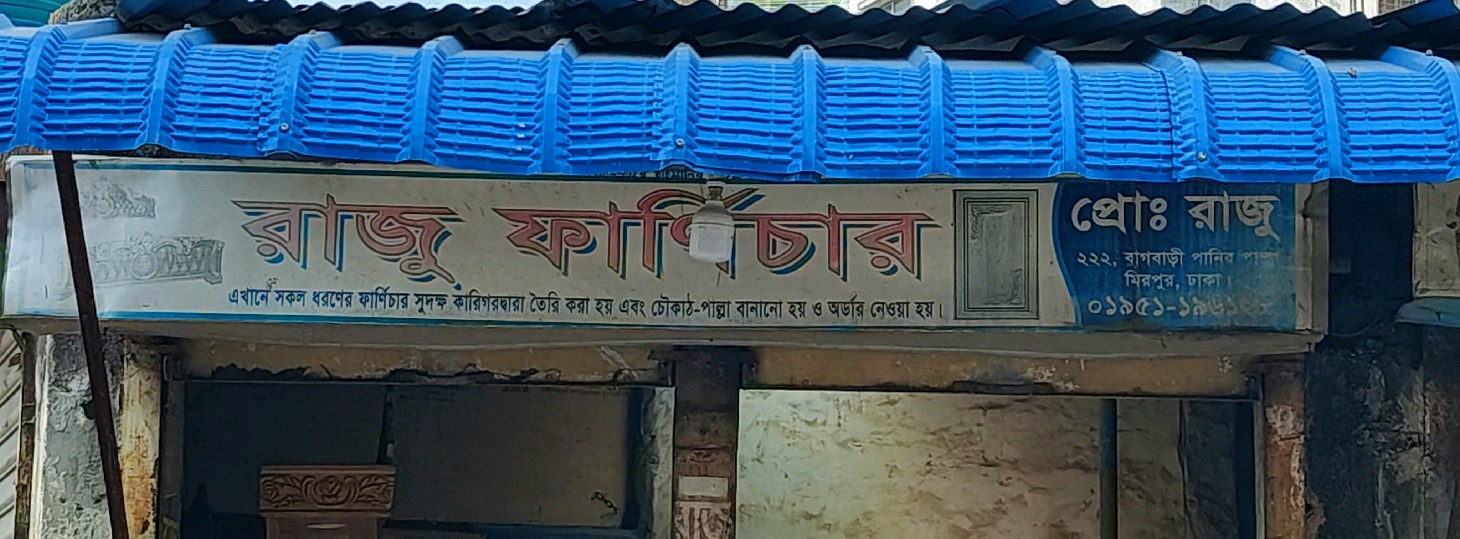 রাজু ফার্ণিচার
এখানে সকল ধরণের ফার্ণিচার সুদক্ষ কারিগরদ্বারা তৈরি করা হয় এবং চৌকাঠ-পাল্লা বানানো হয় ও অর্ডার নেওয়া হয়।
প্রোঃ রাজু
২২২, বাগবাড়ী পানির
মিরপুর, ঢাকা।